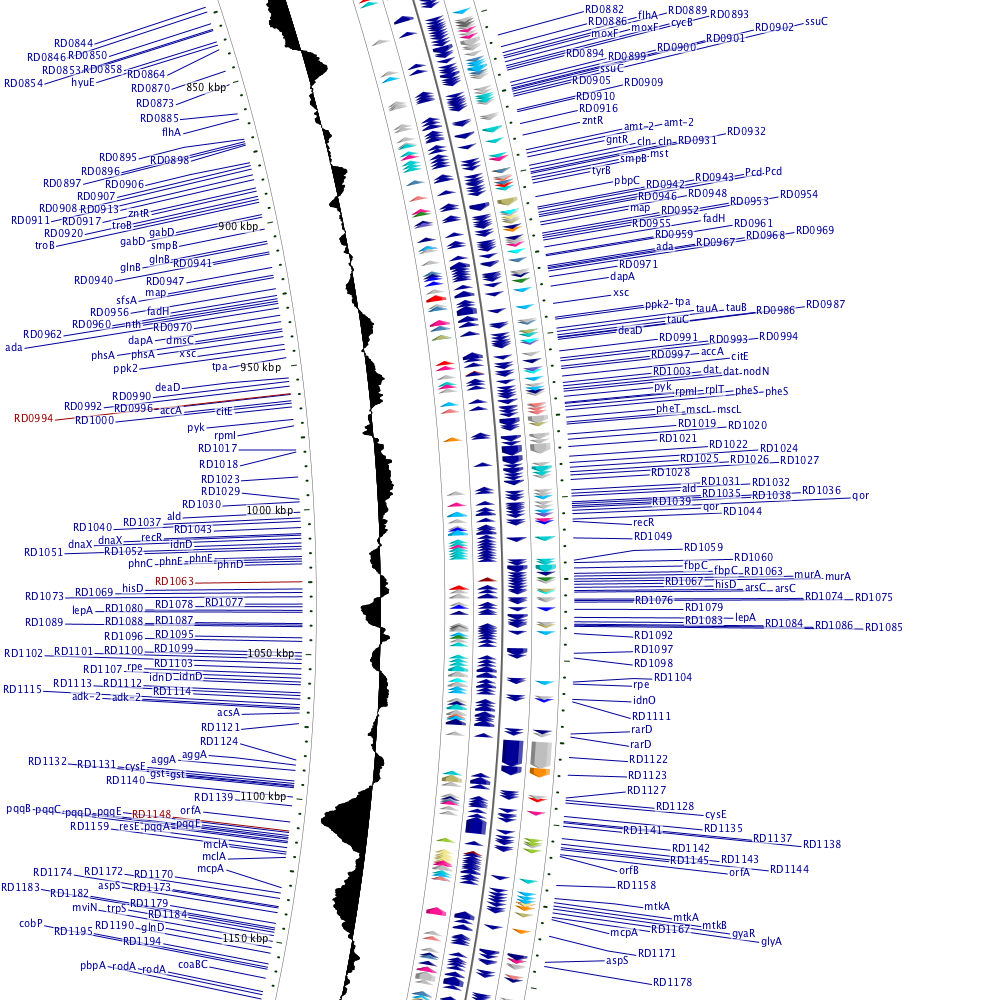 RD0844
RD0846 RD0850
RD0853 RD0858 RD0864
RD0854 hyuE
RD0870 850 kbp
RD0873
RD0885
flhA
RD0895 RD0898
RD0896
RD0897 RD0906
RD0907
RD0908 RD0913 zntR
RD0911 RD0917 troB
RD0920 gabD 900 kbp
troB gabD smpB
glnB RD0941
glnB
RD0940 RD0947
map
sfsA
RD0956 fadH
RD0960 nth RD0970
RD0962 dapA dmsC
ada phsA phsA xsc
ppk2 tpa 950 kbp
deaD
RD0990
RD0992 RD0996 accA citE
RD0994 RD1000
pyk
rpmI
RD1017
RD1018
RD1023
RD1029
RD1030
ald 1000 kbp
RD1040 RD1037 RD1043
dnaX dnaX recR idnD
RD1051 RD1052
phnC phnE phnE phnD
RD1063
RD1069 hisD
RD1073
lepA RD1080 RD1078 RD1077
RD1089 RD1088 RD1087
RD1096 RD1095
RD1102 RD1101 RD1100 RD1099 1050 kbp
RD1107 rpe RD1103
idnD idnD
RD1115 RD1113 RD1112 RD1114
adk-2 adk-2
acsA
RD1121
RD1124
aggA
RD1132 RD1131 cysE aggA
RD1140 gst gst
RD1139 1100 kbp
pqqB pqqC pqqD pqqE RD1148 orfA
RD1159 resE pqqA pqqE
mclA
mclA
mcpA
RD1174 RD1172 RD1170
RD1183 RD1182 aspS RD1173
RD1179
mviN trpS RD1184
cobP RD1190 glnD
RD1195 RD1194 1150 kbp
pbpA rodA rodA coaBC
RD0882
RD0886 flhA RD0889 RD0893
moxF moxF cycB RD0902 ssuC
RD0894 RD0899 RD0900 RD0901
ssuC
RD0905 RD0909
RD0910
RD0916
zntR
amt-2 amt-2
gntR cln cln RD0931 RD0932
smpB mst
tyrB
pbpC RD0942 RD0943 Pcd Pcd
RD0946 RD0948 RD0953 RD0954
map RD0952
RD0955 fadH RD0961
RD0959 RD0967 RD0968 RD0969
ada
RD0971
dapA
xsc
ppk2 tpa tauA tauB RD0986 RD0987
tauC
deaD
RD0991 RD0993 RD0994
RD0997 accA citE
RD1003 dat dat nodN
pyk rpmI rplT pheS pheS
pheT mscL mscL
RD1019 RD1020
RD1021
RD1022 RD1024
RD1025 RD1026 RD1027
RD1028
RD1031 RD1032
ald RD1035 RD1038 RD1036 qor
RD1039 qor
RD1044
recR
RD1049
RD1059
RD1060
fbpC fbpC RD1063 murA murA
RD1067 hisD arsC arsC
RD1076 RD1074 RD1075
RD1079
RD1083 lepA RD1084 RD1086 RD1085
RD1092
RD1097
RD1098
RD1104
rpe
idnO
RD1111
rarD
rarD
RD1122
RD1123
RD1127
RD1128
cysE
RD1141 RD1135
RD1137
RD1142 RD1138
RD1145 RD1143
orfB orfA RD1144
RD1158
mtkA
mtkA
mcpA RD1167 mtkB
gyaR
glyA
RD1171
aspS
RD1178